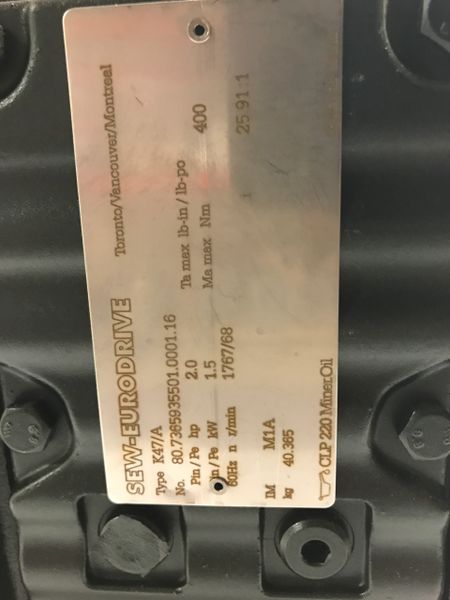 SEW-EURODRIVE Toronto/Vancouver/Montreal
Type K47/A
No. 80.7365935501.0001.16
Pin/Pe hp 2.0 Ta max lb-in/lb-po
in/Pe kW 1.5 Ma max Nm 400
60Hz n r/min 1767/68
25.91:1
IM M1A
kg 40.365
CLP 220 MinerOil